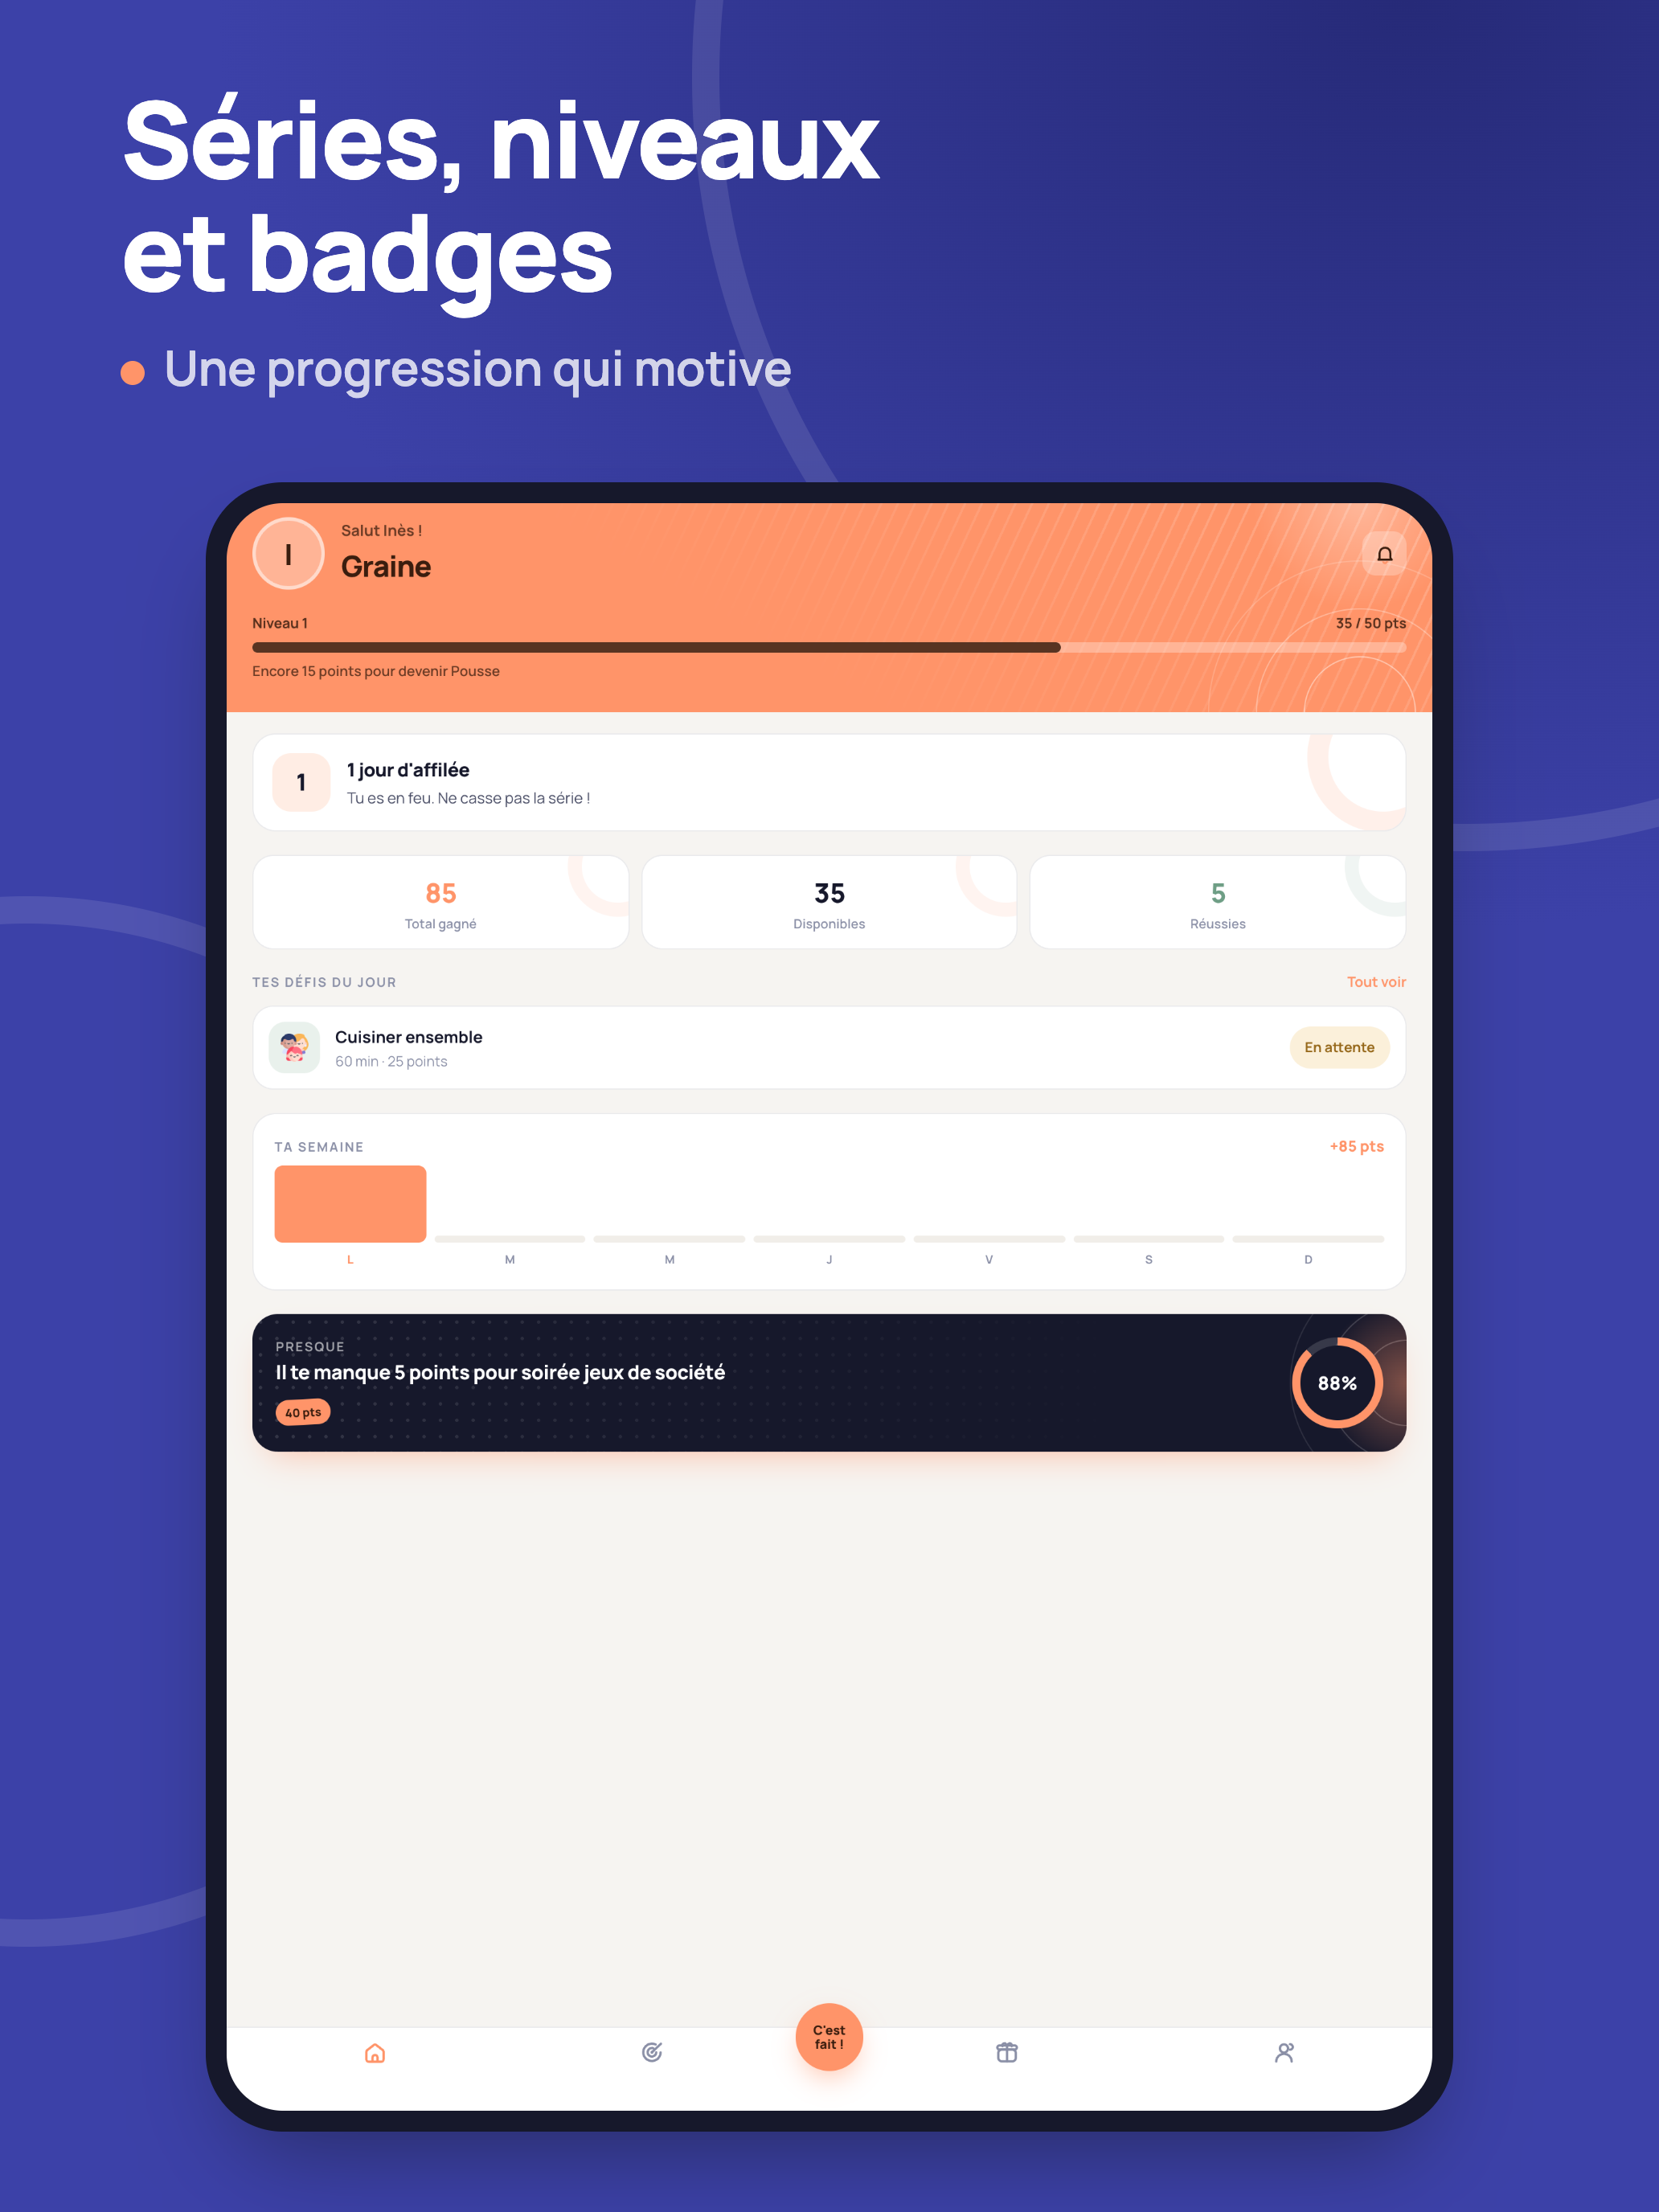 Séries, niveaux
et badges
Une progression qui motive
I
Salut Inès !
Graine
Niveau 1
35 / 50 pts
Encore 15 points pour devenir Pousse
1
1 jour d'affilée
Tu es en feu. Ne casse pas la série !
85
Total gagné
35
Disponibles
5
Réussies
TES DÉFIS DU JOUR
Tout voir
Cuisiner ensemble
60 min · 25 points
En attente
TA SEMAINE
+85 pts
L M M J V S D
PRESQUE
Il te manque 5 points pour soirée jeux de société
40 pts
88%
C'est
fait !